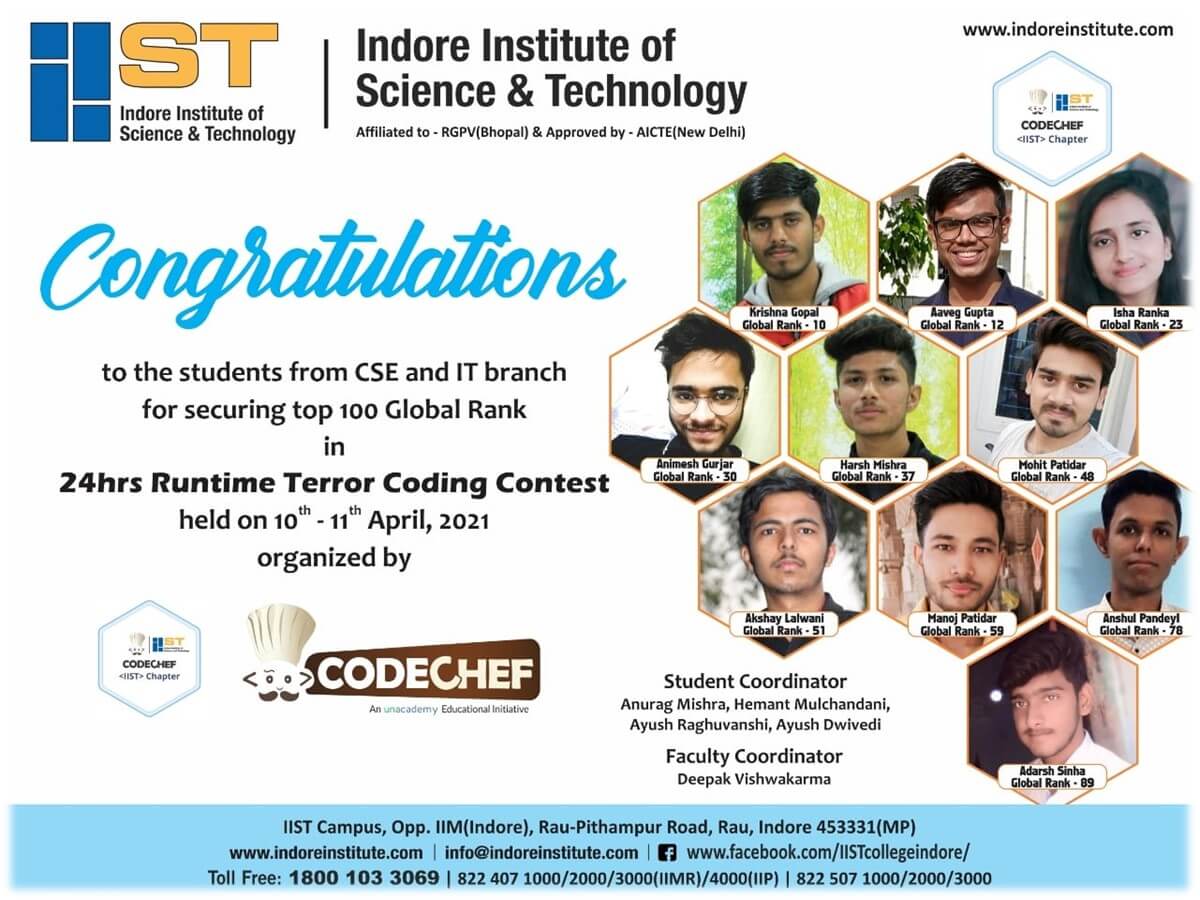 IIST
Indore Institute of
Science & Technology
Indore Institute of
Science & Technology
Affiliated to - RGPV(Bhopal) & Approved by - AICTE(New Delhi)
www.indoreinstitute.com
IIST
CODECHEF
<IIST> Chapter
Congratulations
to the students from CSE and IT branch
for securing top 100 Global Rank
in
24hrs Runtime Terror Coding Contest
held on 10th - 11th April, 2021
organized by
IIST
CODECHEF
<IIST> Chapter
CODECHEF
An unacademy Educational Initiative
Krishna Gopal
Global Rank - 10
Aaveg Gupta
Global Rank - 12
Isha Ranka
Global Rank - 23
Animesh Gurjar
Global Rank - 30
Harsh Mishra
Global Rank - 37
Mohit Patidar
Global Rank - 48
Akshay Lalwani
Global Rank - 51
Manoj Patidar
Global Rank - 59
Anshul PandeyI
Global Rank - 78
Adarsh Sinha
Global Rank - 89
Student Coordinator
Anurag Mishra, Hemant Mulchandani,
Ayush Raghuvanshi, Ayush Dwivedi
Faculty Coordinator
Deepak Vishwakarma
IIST Campus, Opp. IIM(Indore), Rau-Pithampur Road, Rau, Indore 453331(MP)
www.indoreinstitute.com | info@indoreinstitute.com | www.facebook.com/IISTcollegeindore/
Toll Free: 1800 103 3069 | 822 407 1000/2000/3000(IIMR)/4000(IIP) | 822 507 1000/2000/3000